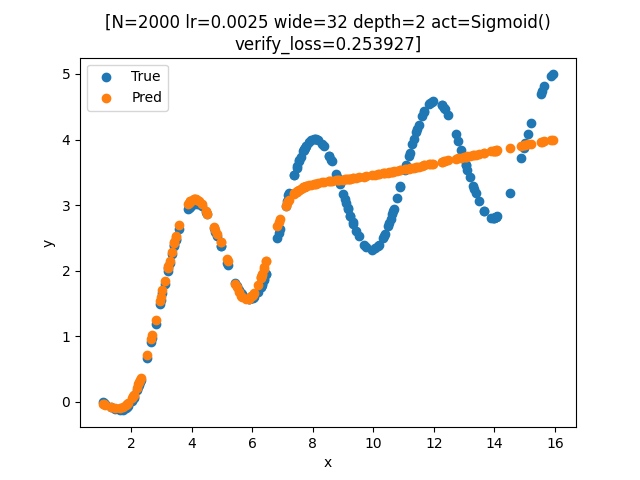 [N=2000 lr=0.0025 wide=32 depth=2 act=Sigmoid()
verify_loss=0.253927]
True
Pred
5
4
3
2
1
0
y
2 4 6 8 10 12 14 16
x